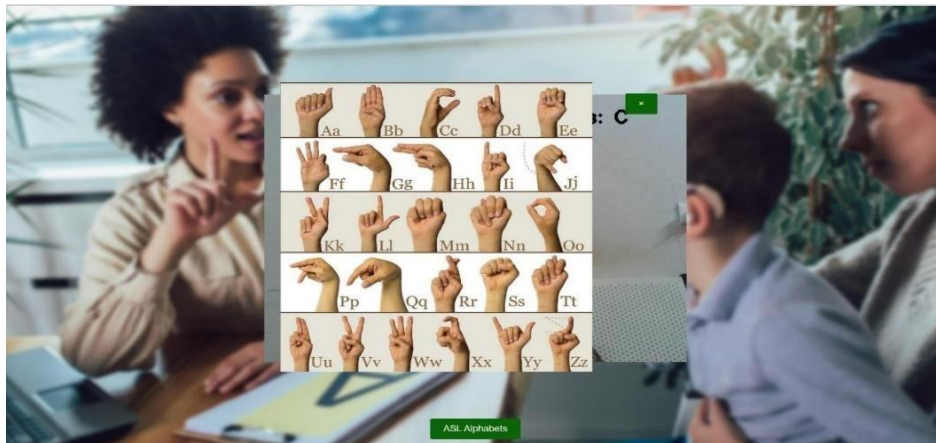 s: C ×
Aa Bb Cc Dd Ee
Ff Gg Hh Ii Jj
Kk Ll Mm Nn Oo
Pp Qq Rr Ss Tt
Uu Vv Ww Xx Yy Zz
ASL Alphabets